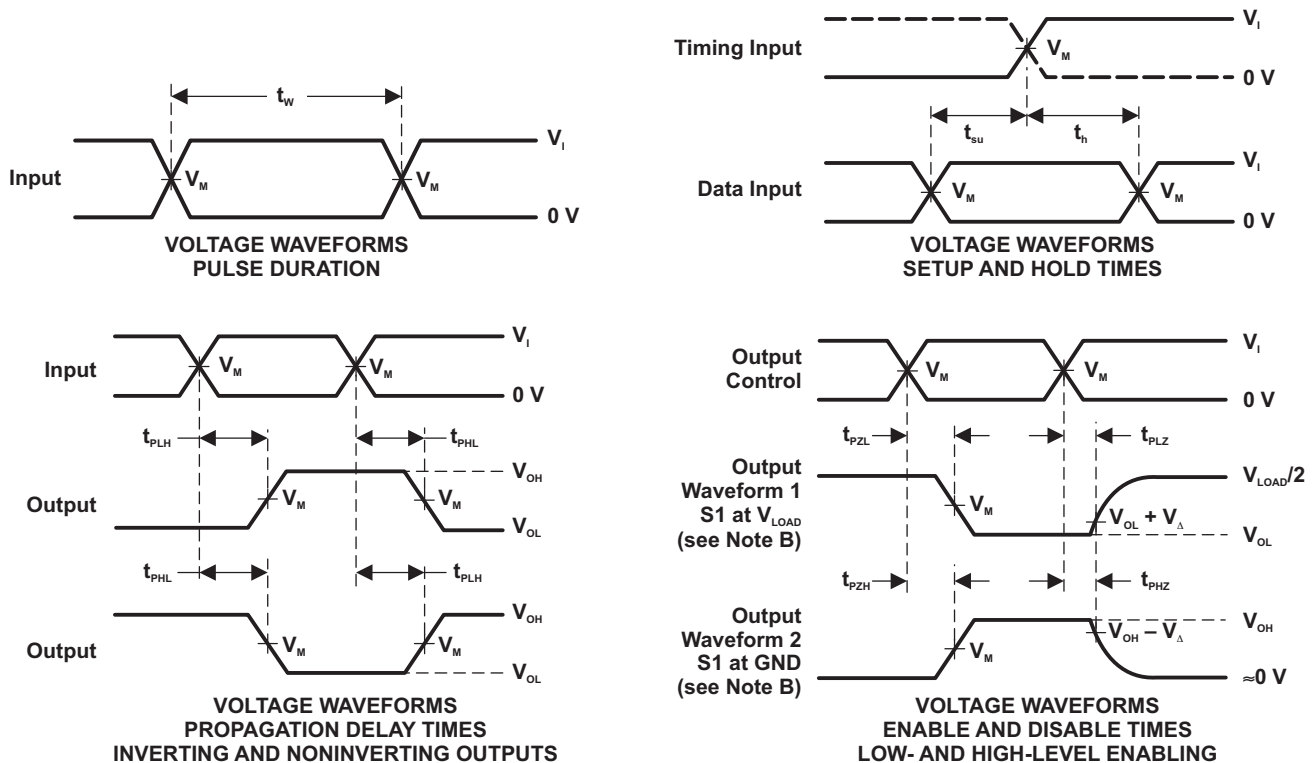 t_w
Input
V_M
V_M
V_I
0 V
VOLTAGE WAVEFORMS
PULSE DURATION
Timing Input
V_M
V_I
0 V
t_su
t_h
Data Input
V_M
V_M
V_I
0 V
VOLTAGE WAVEFORMS
SETUP AND HOLD TIMES
Input
V_M
V_M
V_I
0 V
t_PLH
t_PHL
Output
V_M
V_M
V_OH
V_OL
t_PHL
t_PLH
Output
V_M
V_M
V_OH
V_OL
VOLTAGE WAVEFORMS
PROPAGATION DELAY TIMES
INVERTING AND NONINVERTING OUTPUTS
Output
Control
V_M
V_M
V_I
0 V
t_PZL
t_PLZ
Output
Waveform 1
S1 at V_LOAD
(see Note B)
V_M
V_OL + V_Δ
V_LOAD/2
V_OL
t_PZH
t_PHZ
Output
Waveform 2
S1 at GND
(see Note B)
V_M
V_OH − V_Δ
V_OH
≈0 V
VOLTAGE WAVEFORMS
ENABLE AND DISABLE TIMES
LOW- AND HIGH-LEVEL ENABLING